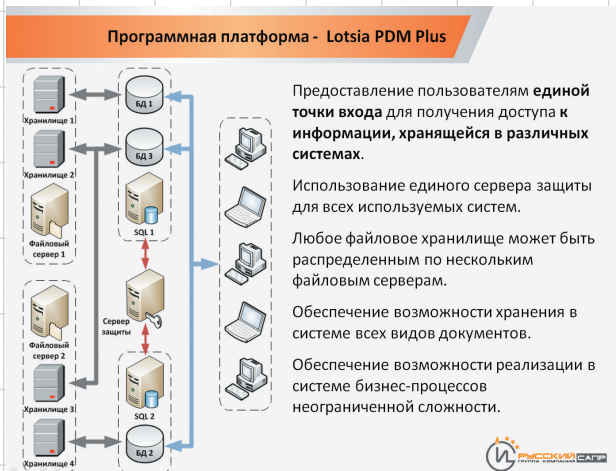 Программная платформа - Lotsia PDM Plus
Хранилище 1
БД 1
Хранилище 2
БД 3
Файловый
сервер 1
SQL 1
Сервер
защиты
Файловый
сервер 2
Хранилище 3
SQL 2
Хранилище 4
БД 2
Предоставление пользователям единой
точки входа для получения доступа к
информации, хранящейся в различных
системах.
Использование единого сервера защиты
для всех используемых систем.
Любое файловое хранилище может быть
распределенным по нескольким
файловым серверам.
Обеспечение возможности хранения в
системе всех видов документов.
Обеспечение возможности реализации в
системе бизнес-процессов
неограниченной сложности.
РУССКИЙ САПР
ГРУППА КОМПАНИЙ